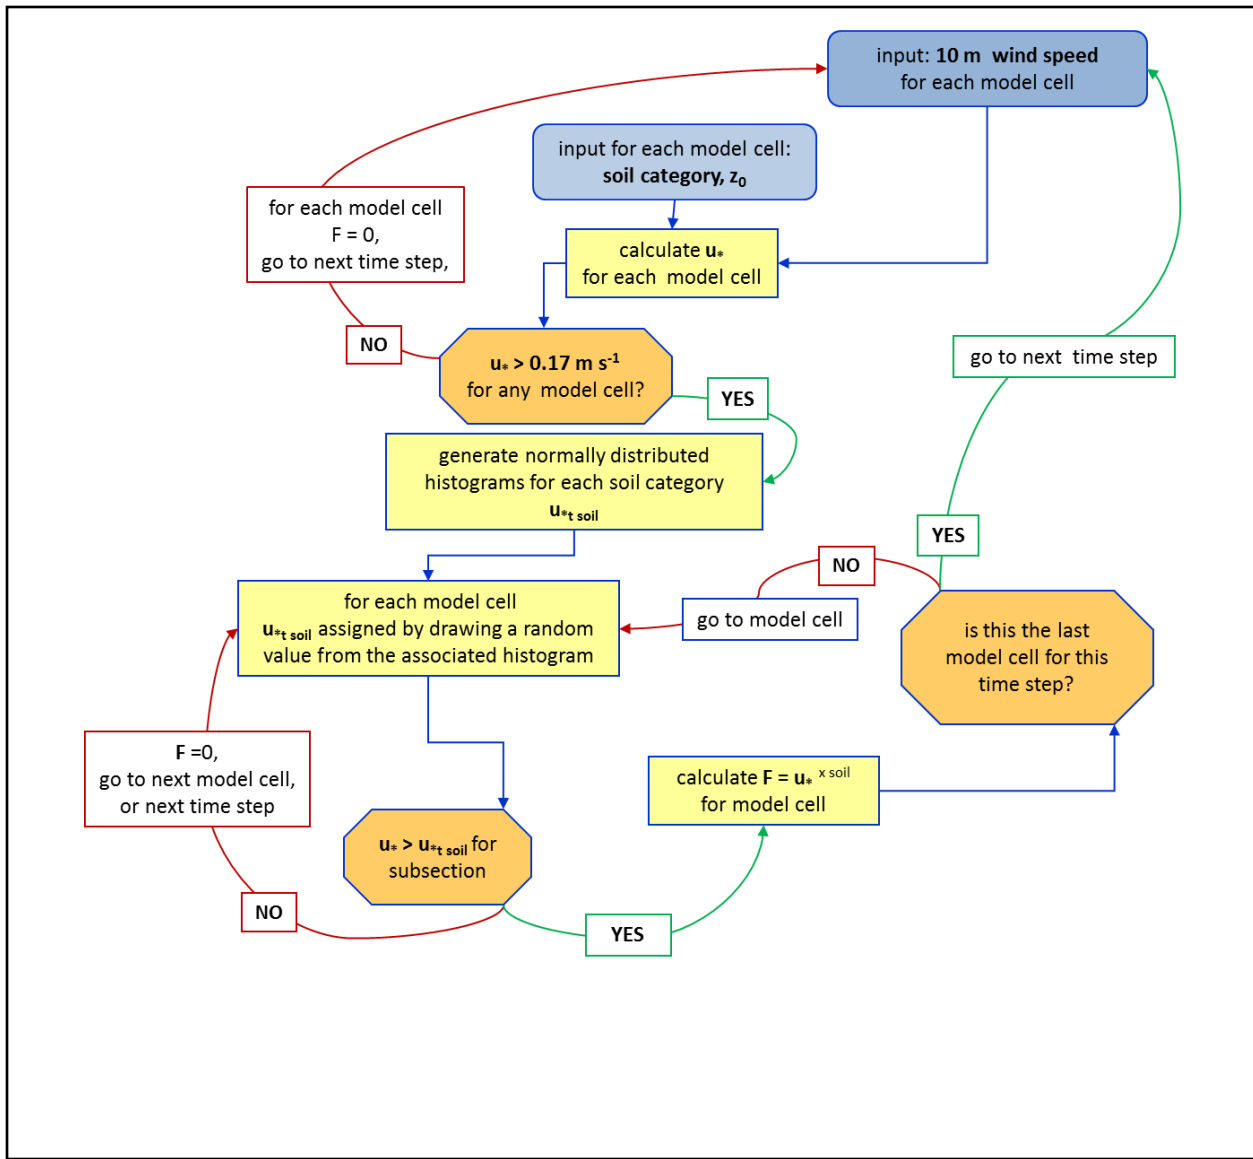 input: 10 m wind speed
for each model cell
input for each model cell:
soil category, z₀
for each model cell
F = 0,
go to next time step,
calculate u*
for each model cell
NO
u* > 0.17 m s⁻¹
for any model cell?
YES
go to next time step
generate normally distributed
histograms for each soil category
u*t soil
YES
NO
for each model cell
u*t soil assigned by drawing a random
value from the associated histogram
go to model cell
is this the last
model cell for this
time step?
F =0,
go to next model cell,
or next time step
calculate F = u* ˣ ˢᵒⁱˡ
for model cell
u* > u*t soil for
subsection
NO
YES